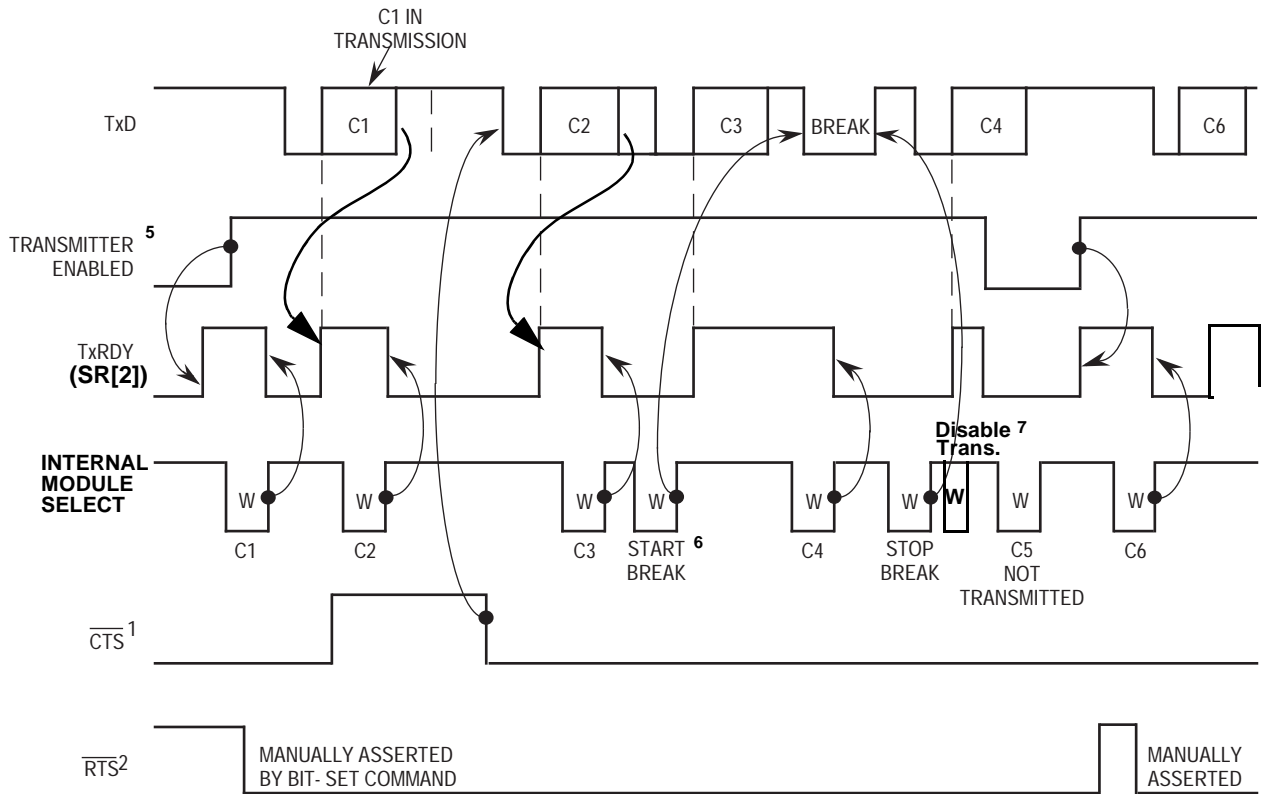 C1 IN
TRANSMISSION
TxD
C1
C2
C3
BREAK
C4
C6
TRANSMITTER 5
ENABLED
TxRDY
(SR[2])
Disable 7
Trans.
INTERNAL
MODULE
SELECT
W
W
W
W
W
W
W
W
W
C1
C2
C3
START 6
BREAK
C4
STOP
BREAK
C5
NOT
TRANSMITTED
C6
CTS 1
RTS2
MANUALLY ASSERTED
BY BIT- SET COMMAND
MANUALLY
ASSERTED